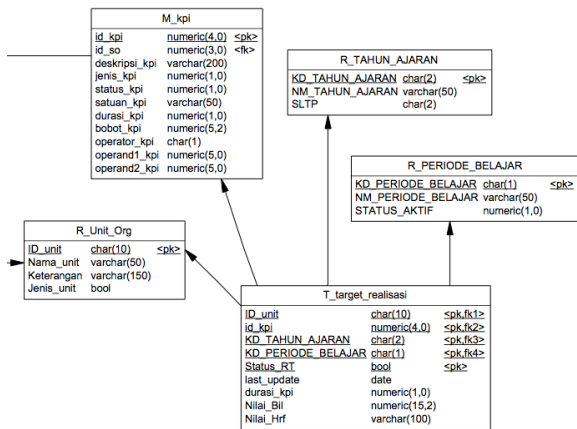 M_kpi
id_kpi numeric(4,0) <pk>
id_so numeric(3,0) <fk>
deskripsi_kpi varchar(200)
jenis_kpi numeric(1,0)
status_kpi numeric(1,0)
satuan_kpi varchar(50)
durasi_kpi numeric(1,0)
bobot_kpi numeric(5,2)
operator_kpi char(1)
operand1_kpi numeric(5,0)
operand2_kpi numeric(5,0)
R_TAHUN_AJARAN
KD_TAHUN_AJARAN char(2) <pk>
NM_TAHUN_AJARAN varchar(50)
SLTP char(2)
R_PERIODE_BELAJAR
KD_PERIODE_BELAJAR char(1) <pk>
NM_PERIODE_BELAJAR varchar(50)
STATUS_AKTIF numeric(1,0)
R_Unit_Org
ID_unit char(10) <pk>
Nama_unit varchar(50)
Keterangan varchar(150)
Jenis_unit bool
T_target_realisasi
ID_unit char(10) <pk,fk1>
id_kpi numeric(4,0) <pk,fk2>
KD_TAHUN_AJARAN char(2) <pk,fk3>
KD_PERIODE_BELAJAR char(1) <pk,fk4>
Status_RT bool <pk>
last_update date
durasi_kpi numeric(1,0)
Nilai_Bil numeric(15,2)
Nilai_Hrf varchar(100)